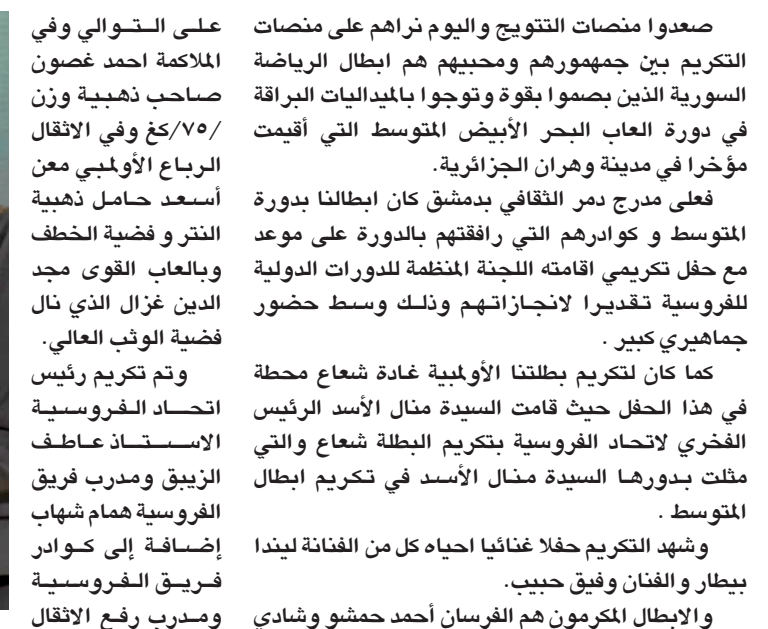 صعدوا منصات التتويج واليوم نراهم على منصات
التكريم بين جمهورهم ومحبيهم هم ابطال الرياضة
السورية الذين بصموا بقوة وتوجوا بالميداليات البراقة
في دورة العاب البحر الأبيض المتوسط التي أقيمت
مؤخرا في مدينة وهران الجزائرية.
فعلى مدرج دمر الثقافي بدمشق كان ابطالنا بدورة
المتوسط و كوادرهم التي رافقتهم بالدورة على موعد
مع حفل تكريمي اقامته اللجنة المنظمة للدورات الدولية
للفروسية تقديرا لانجازاتهم وذلك وسط حضور
جماهيري كبير .
كما كان لتكريم بطلتنا الأولمبية غادة شعاع محطة
في هذا الحفل حيث قامت السيدة منال الأسد الرئيس
الفخري لاتحاد الفروسية بتكريم البطلة شعاع والتي
مثلت بدورها السيدة منال الأسد في تكريم ابطال
المتوسط .
وشهد التكريم حفلا غنائيا احياه كل من الفنانة ليندا
بيطار و الفنان وفيق حبيب.
و الابطال المكرمون هم الفرسان أحمد حمشو وشادي
على التوالي وفي
الملاكمة احمد غصون
صاحب ذهبية وزن
/٧٥/كغ وفي الاثقال
الرباع الأولمبي معن
أسعد حامل ذهبية
النتر و فضية الخطف
وبالعاب القوى مجد
الدين غزال الذي نال
فضية الوثب العالي.
وتم تكريم رئيس
اتحاد الفروسية
الاستاذ عاطف
الزيبق ومدرب فريق
الفروسية همام شهاب
إضافة إلى كوادر
فريق الفروسية
ومدرب رفع الاثقال